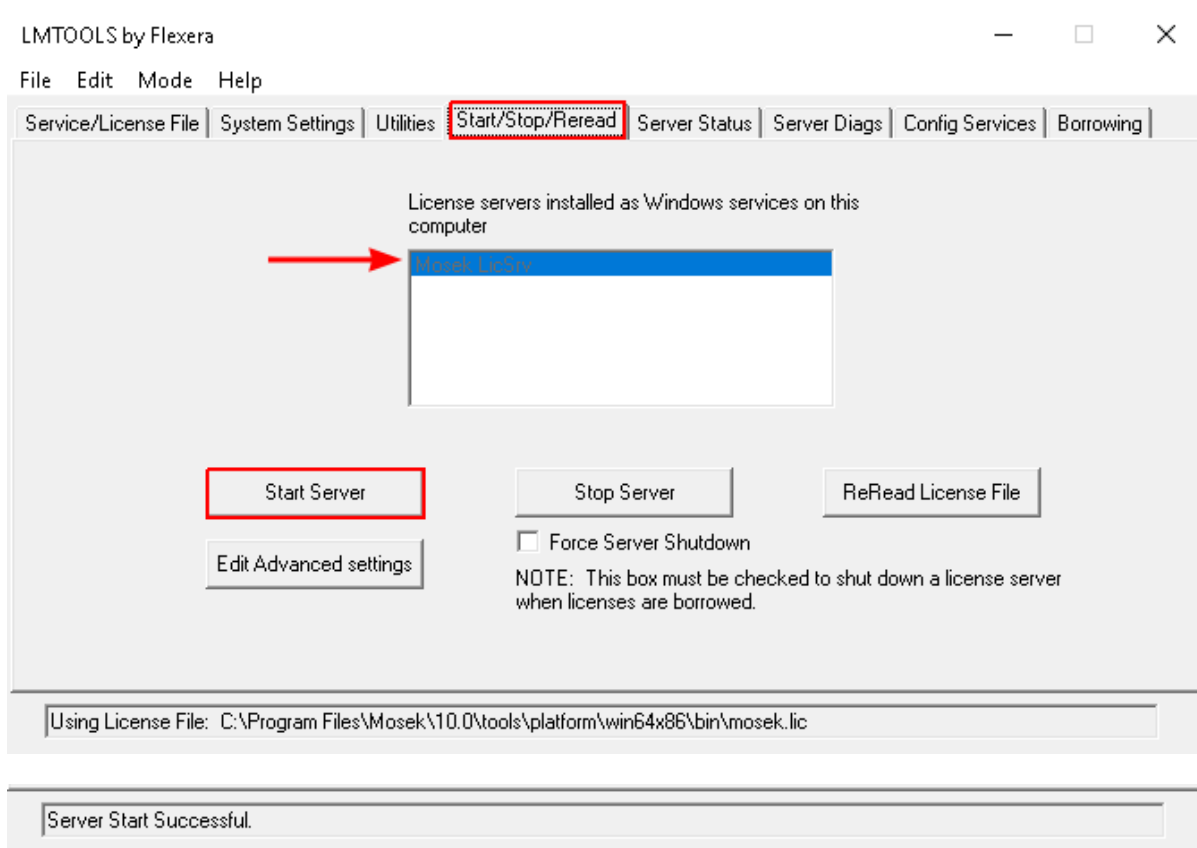 LMTOOLS by Flexera
File Edit Mode Help
Service/License File System Settings Utilities Start/Stop/Reread Server Status Server Diags Config Services Borrowing
License servers installed as Windows services on this
computer
Mosek LicSrv
Start Server Stop Server ReRead License File
Edit Advanced settings
Force Server Shutdown
NOTE: This box must be checked to shut down a license server
when licenses are borrowed.
Using License File: C:\Program Files\Mosek\10.0\tools\platform\win64x86\bin\mosek.lic
Server Start Successful.